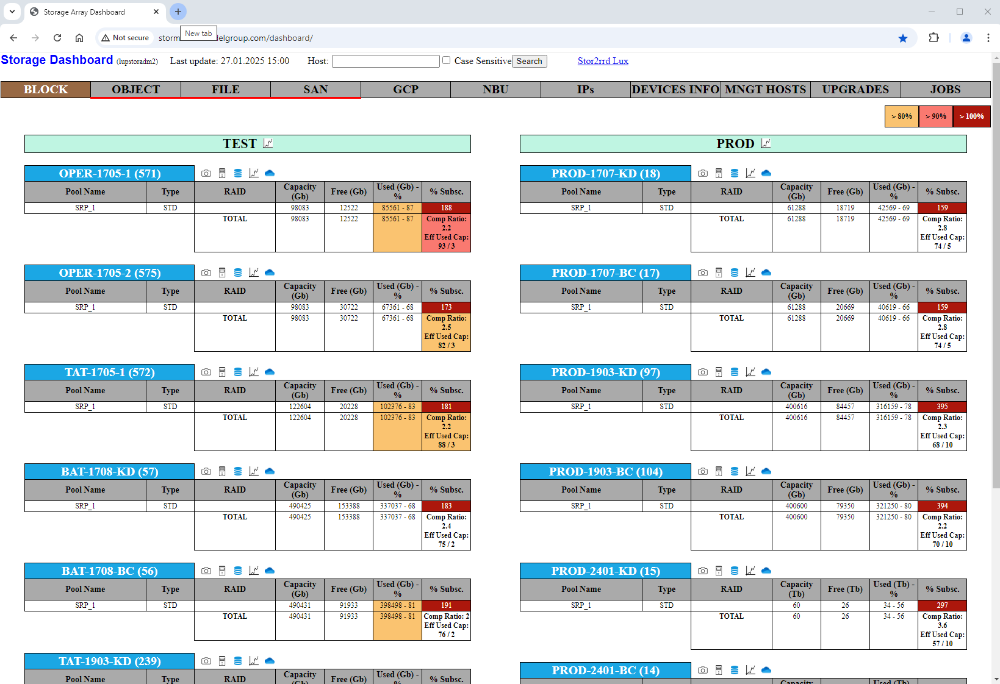 Storage Array Dashboard
New tab
Not secure
storm
lelgroup.com/dashboard/
Storage Dashboard (lupstoradm2) Last update: 27.01.2025 15:00 Host: Case Sensitive Search Stor2rrd Lux
BLOCK OBJECT FILE SAN GCP NBU IPs DEVICES INFO MNGT HOSTS UPGRADES JOBS
> 80% > 90% > 100%
TEST
OPER-1705-1 (571)
Pool Name Type RAID Capacity (Gb) Free (Gb) Used (Gb) - % % Subsc.
SRP_1 STD 98083 12522 85561 - 87 188
TOTAL 98083 12522 85561 - 87 Comp Ratio:
2.2
Eff Used Cap:
93 / 3
OPER-1705-2 (575)
Pool Name Type RAID Capacity (Gb) Free (Gb) Used (Gb) - % % Subsc.
SRP_1 STD 98083 30722 67361 - 68 173
TOTAL 98083 30722 67361 - 68 Comp Ratio:
2.5
Eff Used Cap:
82 / 3
TAT-1705-1 (572)
Pool Name Type RAID Capacity (Gb) Free (Gb) Used (Gb) - % % Subsc.
SRP_1 STD 122604 20228 102376 - 83 181
TOTAL 122604 20228 102376 - 83 Comp Ratio:
2.2
Eff Used Cap:
88 / 3
BAT-1708-KD (57)
Pool Name Type RAID Capacity (Gb) Free (Gb) Used (Gb) - % % Subsc.
SRP_1 STD 490425 153388 337037 - 68 183
TOTAL 490425 153388 337037 - 68 Comp Ratio:
2.4
Eff Used Cap:
75 / 2
BAT-1708-BC (56)
Pool Name Type RAID Capacity (Gb) Free (Gb) Used (Gb) - % % Subsc.
SRP_1 STD 490431 91933 398498 - 81 191
TOTAL 490431 91933 398498 - 81 Comp Ratio: 2
Eff Used Cap:
76 / 2
TAT-1903-KD (239)
Pool Name Type RAID Capacity (Gb) Free (Gb) Used (Gb) - % % Subsc.
PROD
PROD-1707-KD (18)
Pool Name Type RAID Capacity (Gb) Free (Gb) Used (Gb) - % % Subsc.
SRP_1 STD 61288 18719 42569 - 69 159
TOTAL 61288 18719 42569 - 69 Comp Ratio:
2.8
Eff Used Cap:
74 / 5
PROD-1707-BC (17)
Pool Name Type RAID Capacity (Gb) Free (Gb) Used (Gb) - % % Subsc.
SRP_1 STD 61288 20669 40619 - 66 159
TOTAL 61288 20669 40619 - 66 Comp Ratio:
2.8
Eff Used Cap:
74 / 5
PROD-1903-KD (97)
Pool Name Type RAID Capacity (Gb) Free (Gb) Used (Gb) - % % Subsc.
SRP_1 STD 400616 84457 316159 - 78 395
TOTAL 400616 84457 316159 - 78 Comp Ratio:
2.3
Eff Used Cap:
68 / 10
PROD-1903-BC (104)
Pool Name Type RAID Capacity (Gb) Free (Gb) Used (Gb) - % % Subsc.
SRP_1 STD 400600 79350 321250 - 80 394
TOTAL 400600 79350 321250 - 80 Comp Ratio:
2.2
Eff Used Cap:
70 / 10
PROD-2401-KD (15)
Pool Name Type RAID Capacity (Tb) Free (Tb) Used (Tb) - % % Subsc.
SRP_1 STD 60 26 34 - 56 297
TOTAL 60 26 34 - 56 Comp Ratio:
3.6
Eff Used Cap:
57 / 10
PROD-2401-BC (14)
Capacity Used (Tb) -